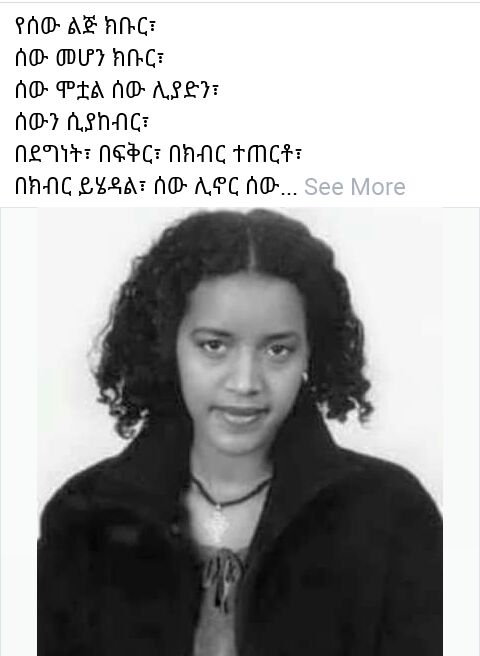 የሰው ልጅ ክቡር፣
ሰው መሆን ክቡር፣
ሰው ሞቷል ሰው ሊያድን፣
ሰውን ሲያከብር፣
በደግነት፣ በፍቅር፣ በክብር ተጠርቶ፣
በክብር ይሄዳል፣ ሰው ሊኖር ሰው... See More